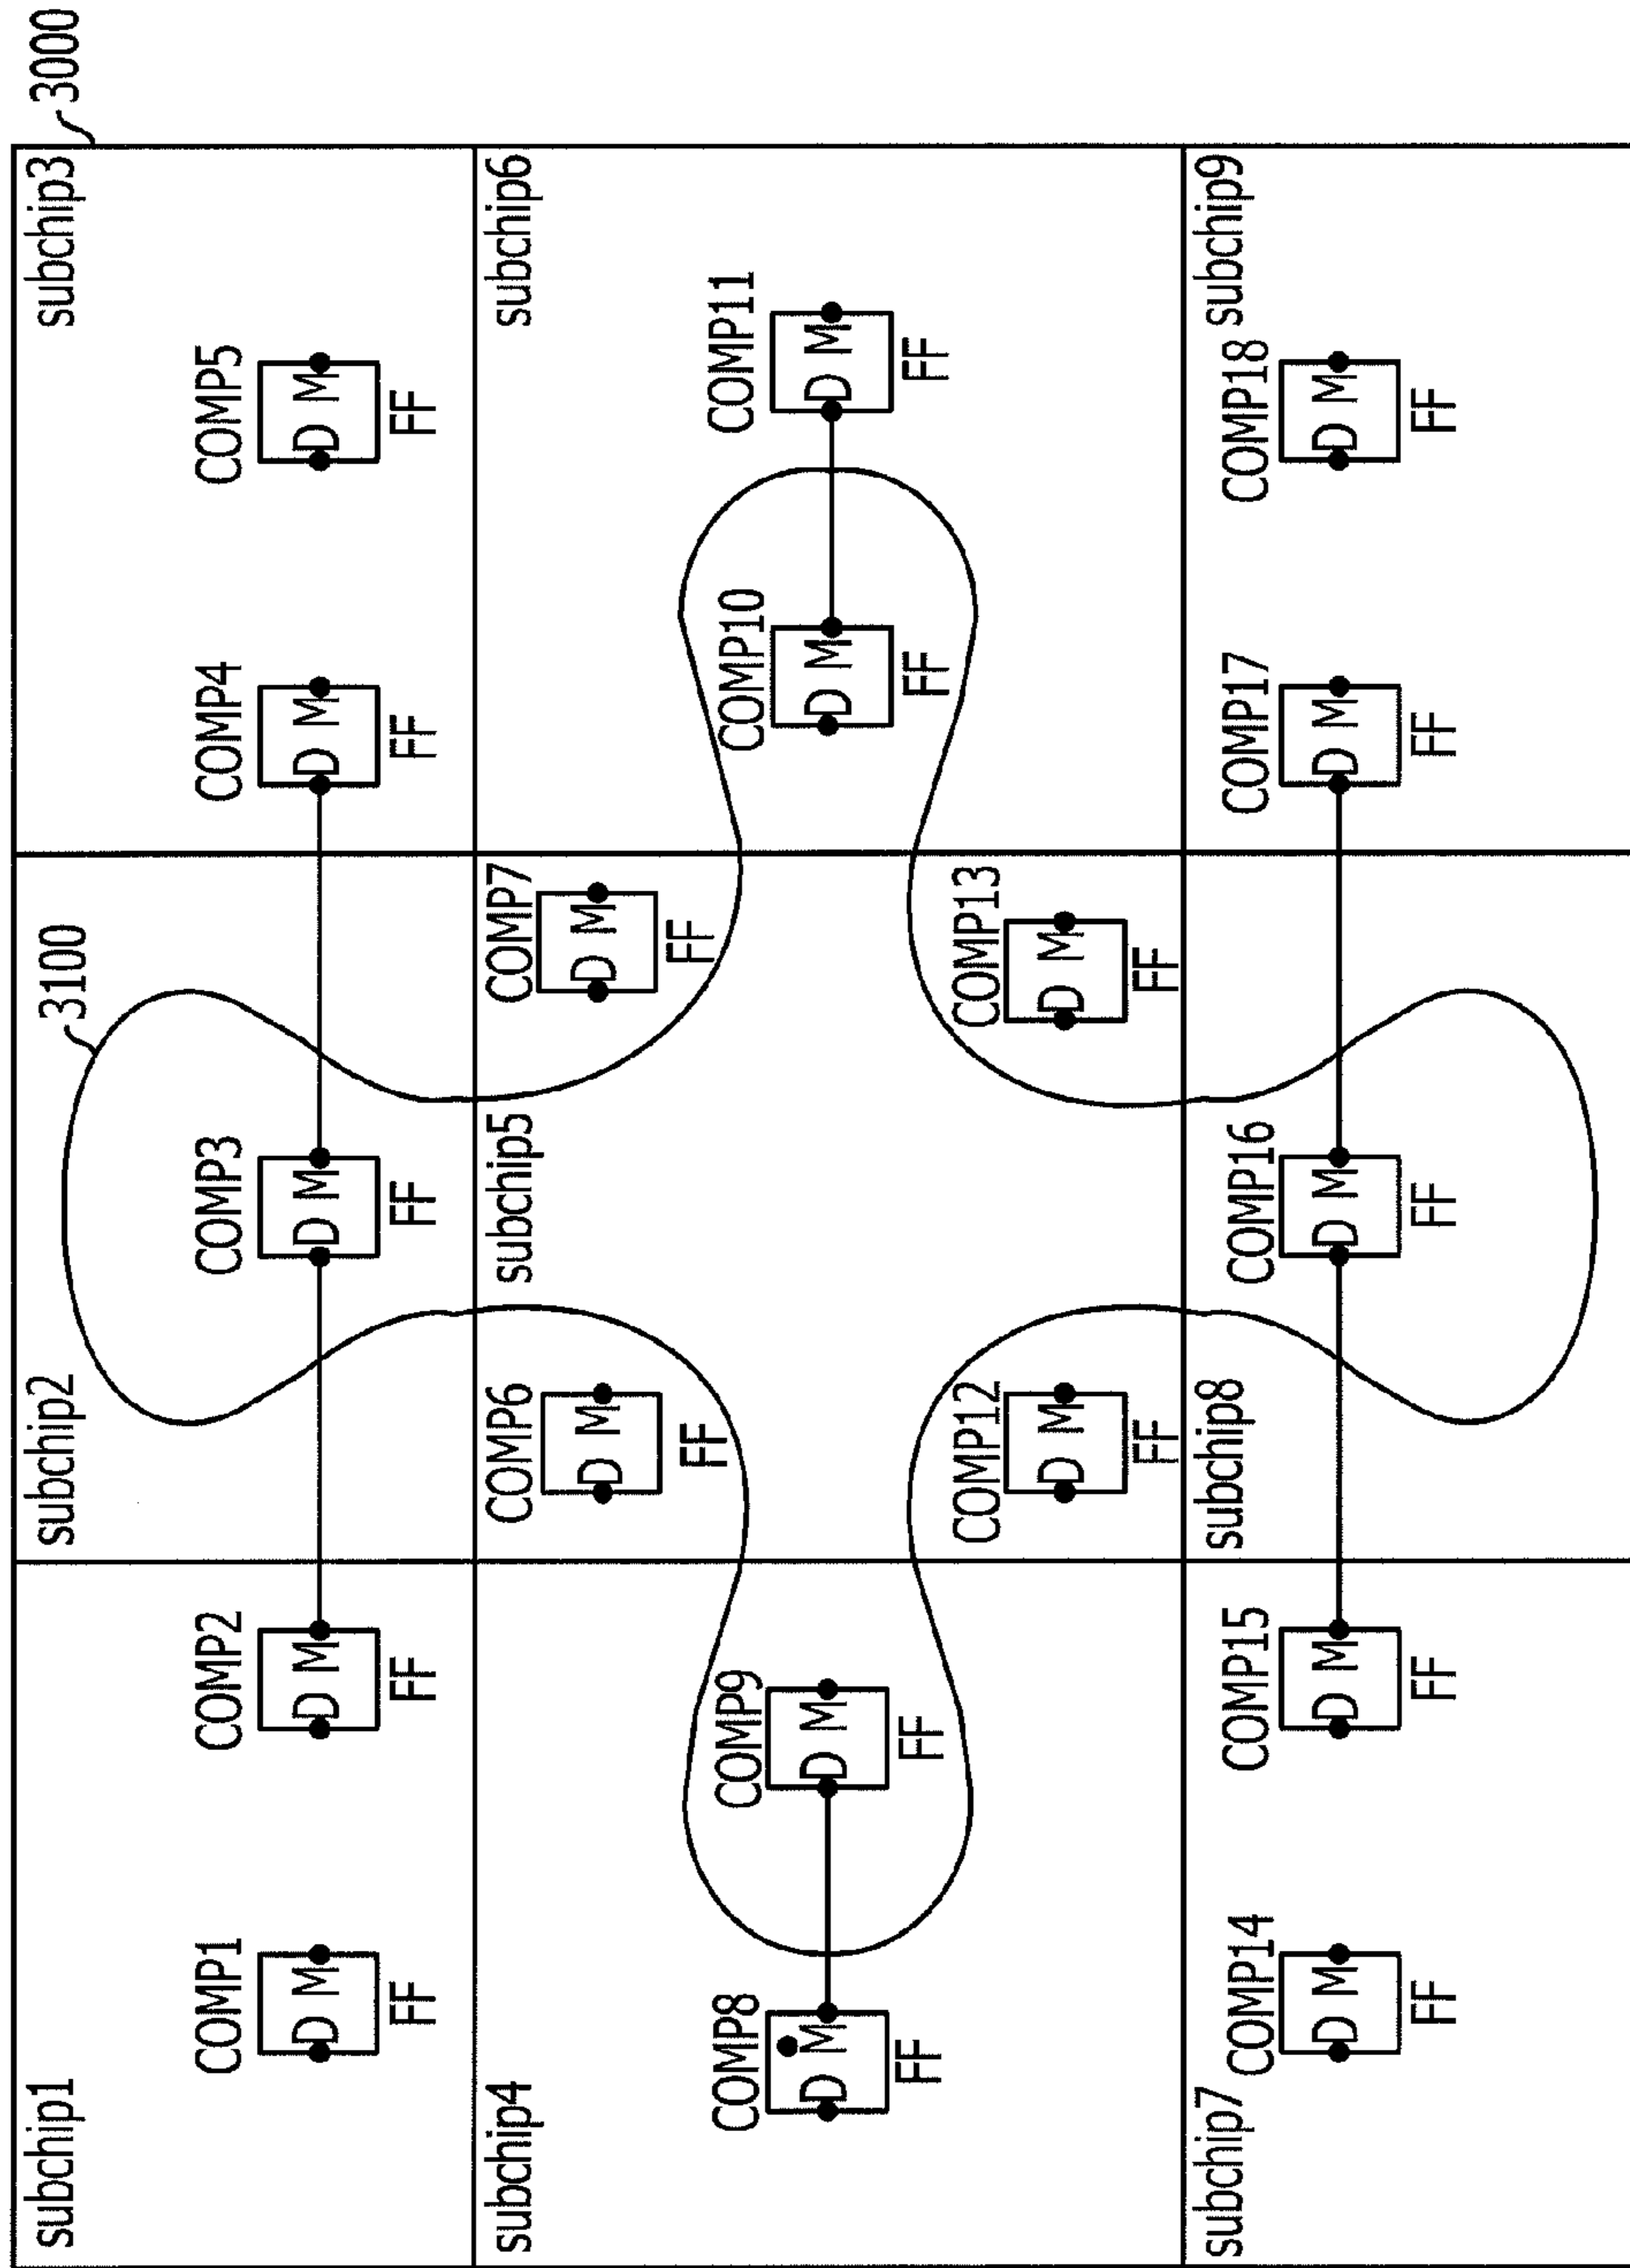 3000
subchip1
subchip2
3100
subchip3
COMP1
D M
FF
COMP2
D M
FF
COMP3
D M
FF
COMP4
D M
FF
COMP5
D M
FF
subchip4
subchip5
subchip6
COMP6
D M
FF
COMP7
D M
FF
COMP8
D M
FF
COMP9
D M
FF
COMP10
D M
FF
COMP11
D M
FF
COMP12
D M
FF
COMP13
D M
FF
subchip7
subchip8
subchip9
COMP14
D M
FF
COMP15
D M
FF
COMP16
D M
FF
COMP17
D M
FF
COMP18
D M
FF